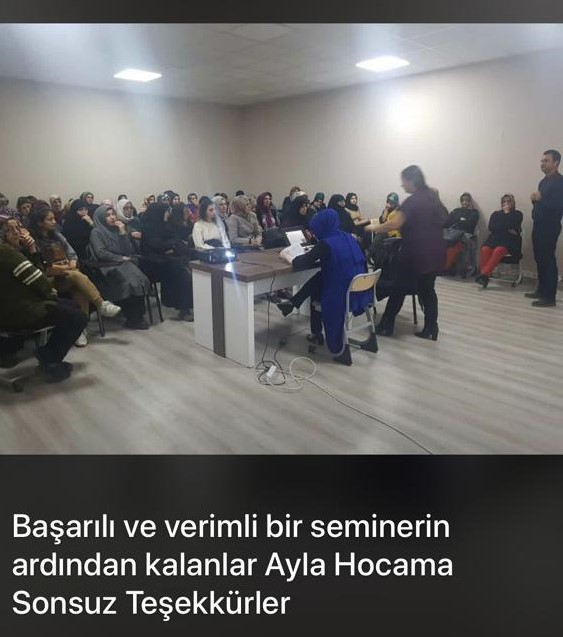 Başarılı ve verimli bir seminerin
ardından kalanlar Ayla Hocama
Sonsuz Teşekkürler